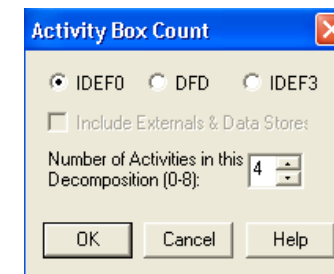 Activity Box Count
IDEF0 DFD IDEF3
Include Externals & Data Stores
Number of Activities in this
Decomposition (0-8):
4
OK Cancel Help